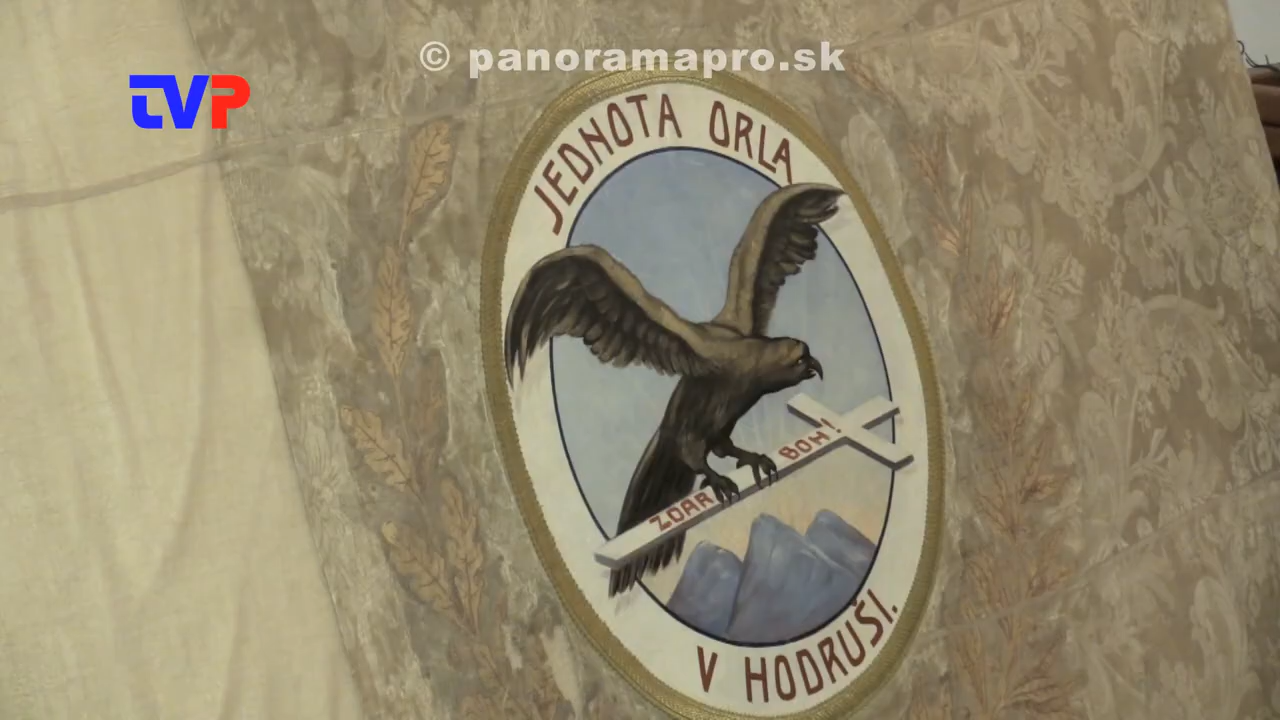 © panoramapro.sk
TVP
JEDNOTA ORLA
ZDAR BOH!
V HODRUŠI.